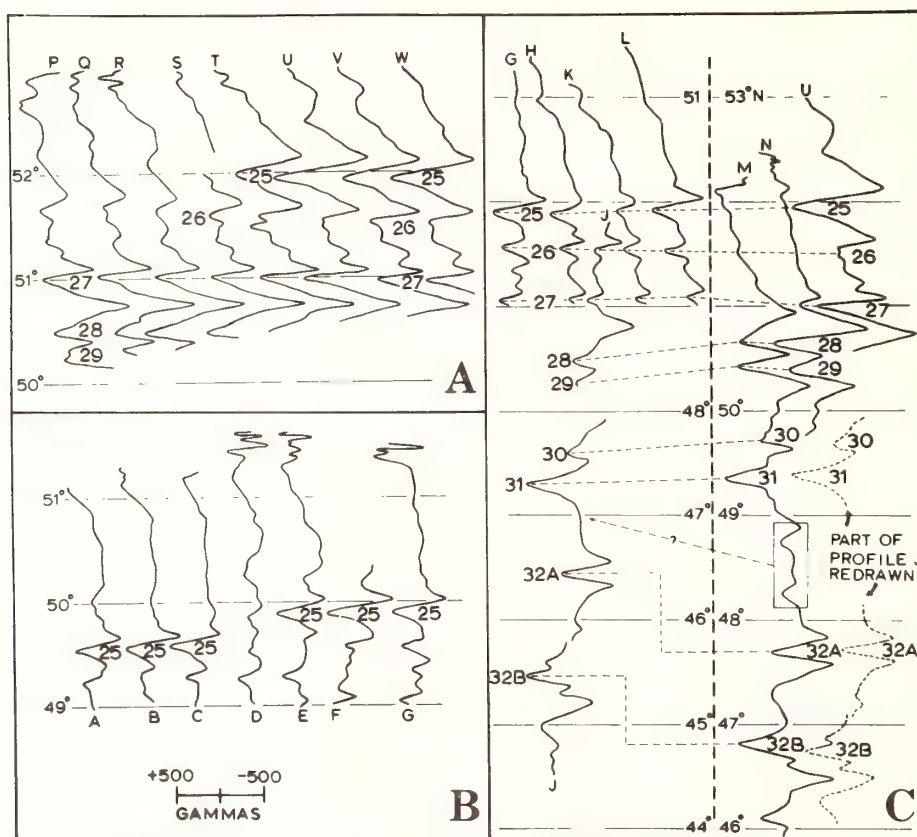 P Q R S T U V W
52°
25 25
26 26
51°
27 27
28
29
50°
A
51°
50°
25 25 25 25 25 25
49°
A B C D E F G
+500 -500
GAMMAS
B
G H K L
51 53°N
U
M N
25 25
J
26 26
27 27
28 28
29 29
48° 50°
30 30 30
31 31 31
47° 49°
?
PART OF
PROFILE J
REDRAWN
32A 32A 32A
46° 48°
32B 32B 32B
45° 47°
J
44° 46°
C